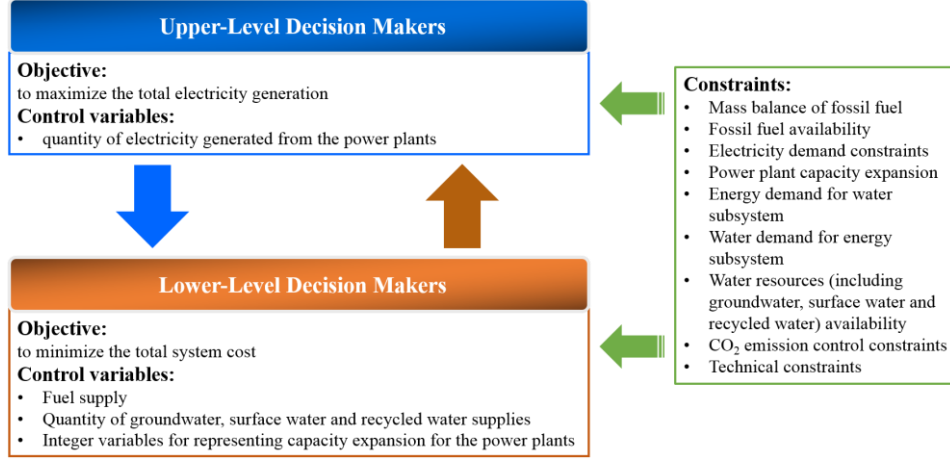 Upper-Level Decision Makers
Objective:
to maximize the total electricity generation
Control variables:
• quantity of electricity generated from the power plants
Lower-Level Decision Makers
Objective:
to minimize the total system cost
Control variables:
• Fuel supply
• Quantity of groundwater, surface water and recycled water supplies
• Integer variables for representing capacity expansion for the power plants
Constraints:
• Mass balance of fossil fuel
• Fossil fuel availability
• Electricity demand constraints
• Power plant capacity expansion
• Energy demand for water
subsystem
• Water demand for energy
subsystem
• Water resources (including
groundwater, surface water and
recycled water) availability
• CO₂ emission control constraints
• Technical constraints